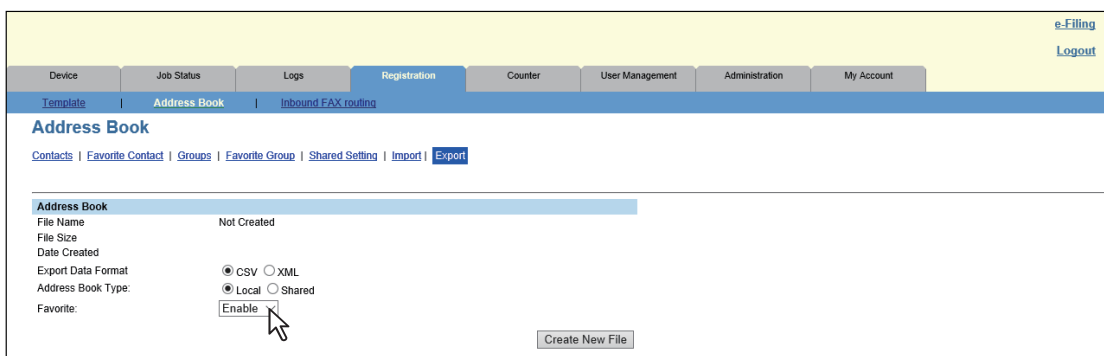 e-Filing
Logout
Device Job Status Logs Registration Counter User Management Administration My Account
Template | Address Book | Inbound FAX routing
Address Book
Contacts | Favorite Contact | Groups | Favorite Group | Shared Setting | Import | Export
Address Book
File Name Not Created
File Size
Date Created
Export Data Format CSV XML
Address Book Type: Local Shared
Favorite: Enable
Create New File